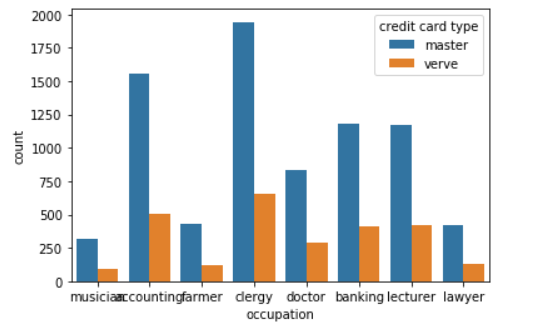 2000
1750
1500
1250
1000
750
500
250
0
count
credit card type
master
verve
musician accounting farmer clergy doctor banking lecturer lawyer
occupation